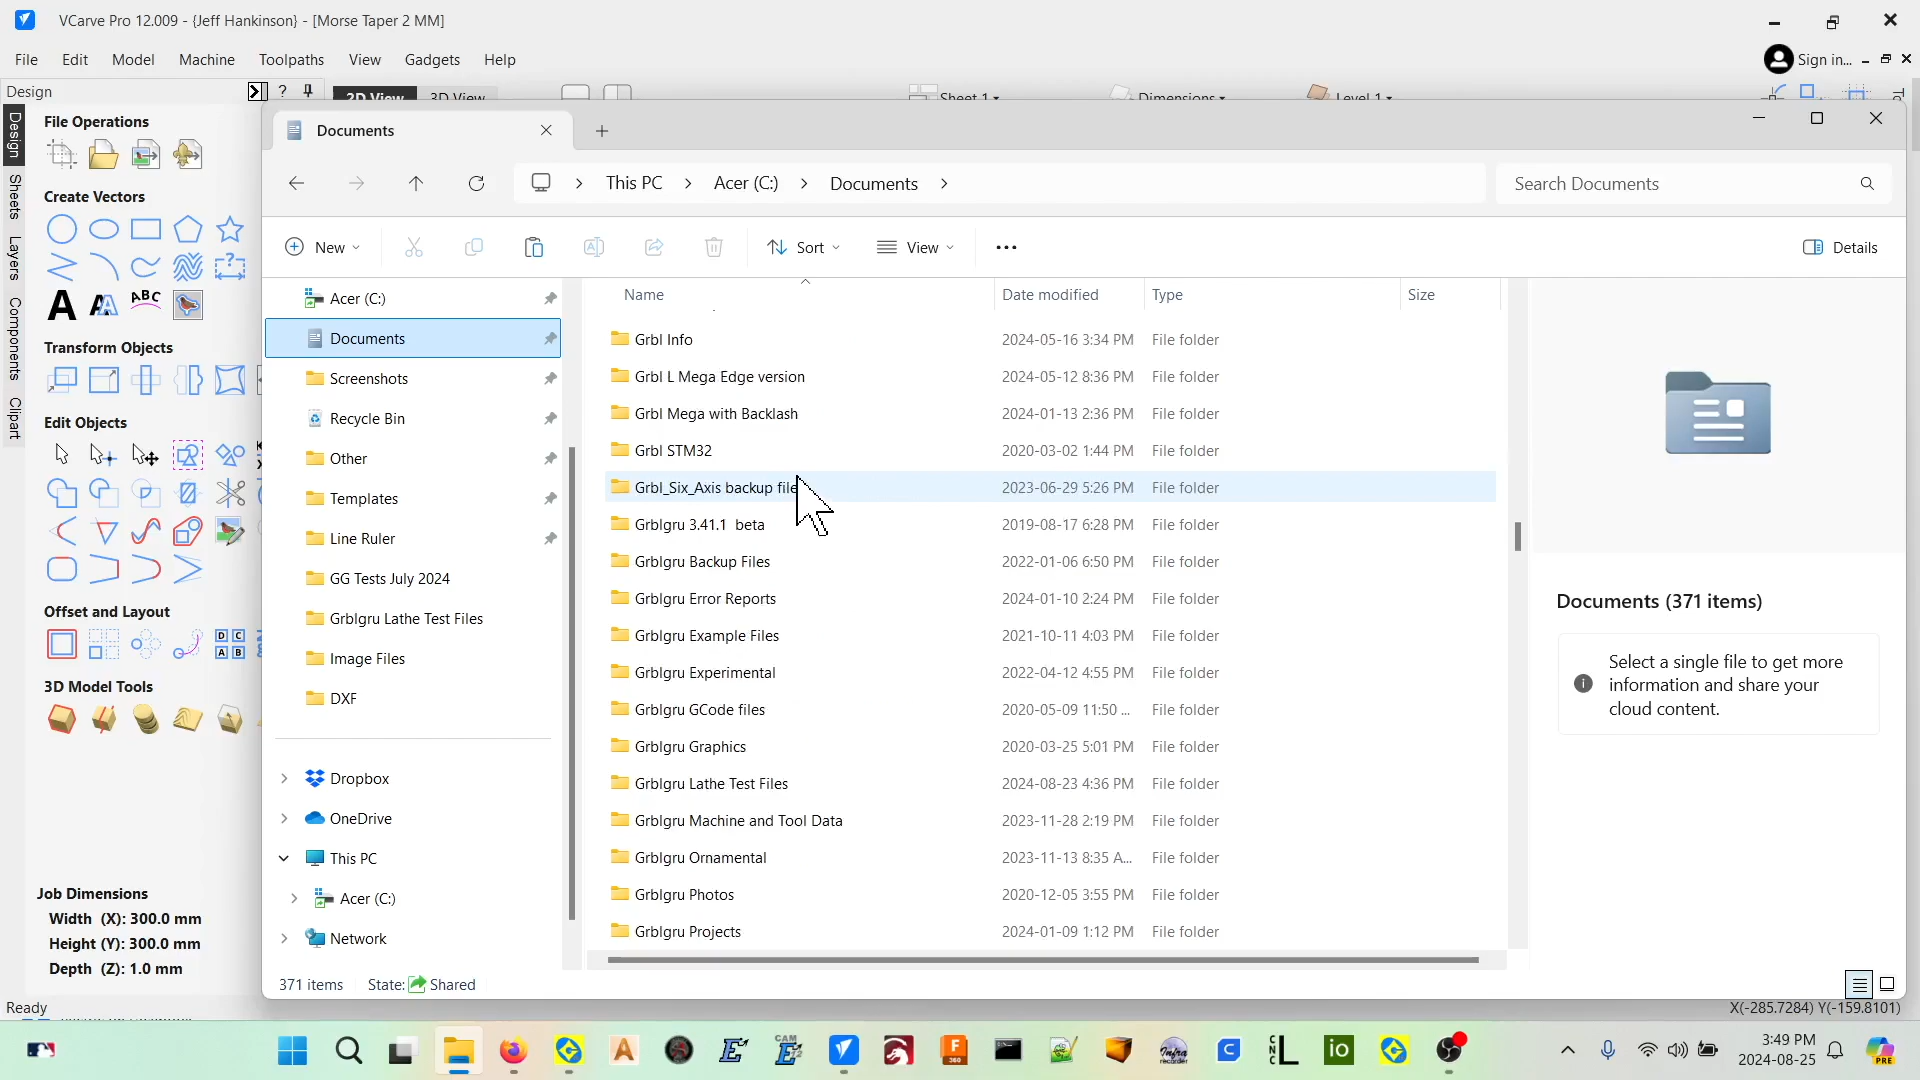 VCarve Pro 12.009 - {Jeff Hankinson} - [Morse Taper 2 MM]
File Edit Model Machine Toolpaths View Gadgets Help
Sign in...
Design ?
2D View 3D View Sheet 1 Dimensions Level 1
Design
Sheets
Layers
Components
Clipart
File Operations
Create Vectors
A A ABC
Transform Objects
Edit Objects
Offset and Layout
3D Model Tools
Job Dimensions
Width (X): 300.0 mm
Height (Y): 300.0 mm
Depth (Z): 1.0 mm
Ready
Documents
This PC > Acer (C:) > Documents >
Search Documents
New Sort View Details
Acer (C:)
Documents
Screenshots
Recycle Bin
Other
Templates
Line Ruler
GG Tests July 2024
Grblgru Lathe Test Files
Image Files
DXF
Dropbox
OneDrive
This PC
Acer (C:)
Network
Name Date modified Type Size
Grbl Info 2024-05-16 3:34 PM File folder
Grbl L Mega Edge version 2024-05-12 8:36 PM File folder
Grbl Mega with Backlash 2024-01-13 2:36 PM File folder
Grbl STM32 2020-03-02 1:44 PM File folder
Grbl_Six_Axis backup file 2023-06-29 5:26 PM File folder
Grblgru 3.41.1 beta 2019-08-17 6:28 PM File folder
Grblgru Backup Files 2022-01-06 6:50 PM File folder
Grblgru Error Reports 2024-01-10 2:24 PM File folder
Grblgru Example Files 2021-10-11 4:03 PM File folder
Grblgru Experimental 2022-04-12 4:55 PM File folder
Grblgru GCode files 2020-05-09 11:50 ... File folder
Grblgru Graphics 2020-03-25 5:01 PM File folder
Grblgru Lathe Test Files 2024-08-23 4:36 PM File folder
Grblgru Machine and Tool Data 2023-11-28 2:19 PM File folder
Grblgru Ornamental 2023-11-13 8:35 A... File folder
Grblgru Photos 2020-12-05 3:55 PM File folder
Grblgru Projects 2024-01-09 1:12 PM File folder
Documents (371 items)
Select a single file to get more
information and share your
cloud content.
371 items State: Shared
X(-285.7284) Y(-159.8101)
3:49 PM
2024-08-25